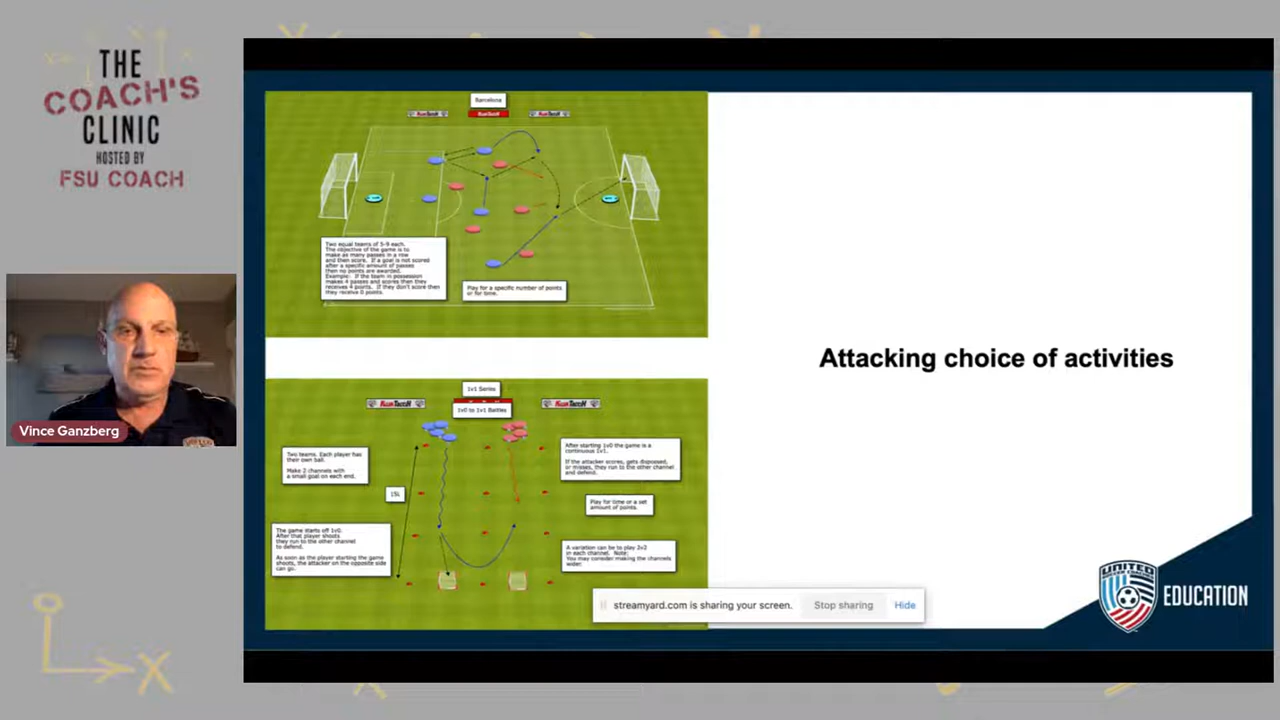 THE
COACH'S
CLINIC
HOSTED BY
FSU COACH
Vince Ganzberg
Barcelona
Two equal teams of 5-9 each.
The objective of the game is to
make as many passes in a row
and then score. If a goal is not scored
after a specific amount of passes
then no points are awarded.
Example: If the team in possession
makes 4 passes and scores then they
receives 4 points. If they don't score then
they receive 0 points.
Play for a specific number of points
or for time.
Attacking choice of activities
1v1 Series
1v0 to 1v1 Battles
Two teams. Each player has
their own ball.
Make 2 channels with
a small goal on each end.
The game starts off 1v0.
After that player shoots
they run to the other channel
to defend.
As soon as the player starting the game
shoots, the attacker on the opposite side
can go.
After starting 1v0 the game is a
continuous 1v1.
If the attacker scores, gets dispossed,
or misses, they run to the other channel
and defend.
Play for time or a set
amount of points.
A variation can be to play 2v2
in each channel. Note:
You may consider making the channels
wider.
streamyard.com is sharing your screen.
Stop sharing
Hide
UNITED
EDUCATION